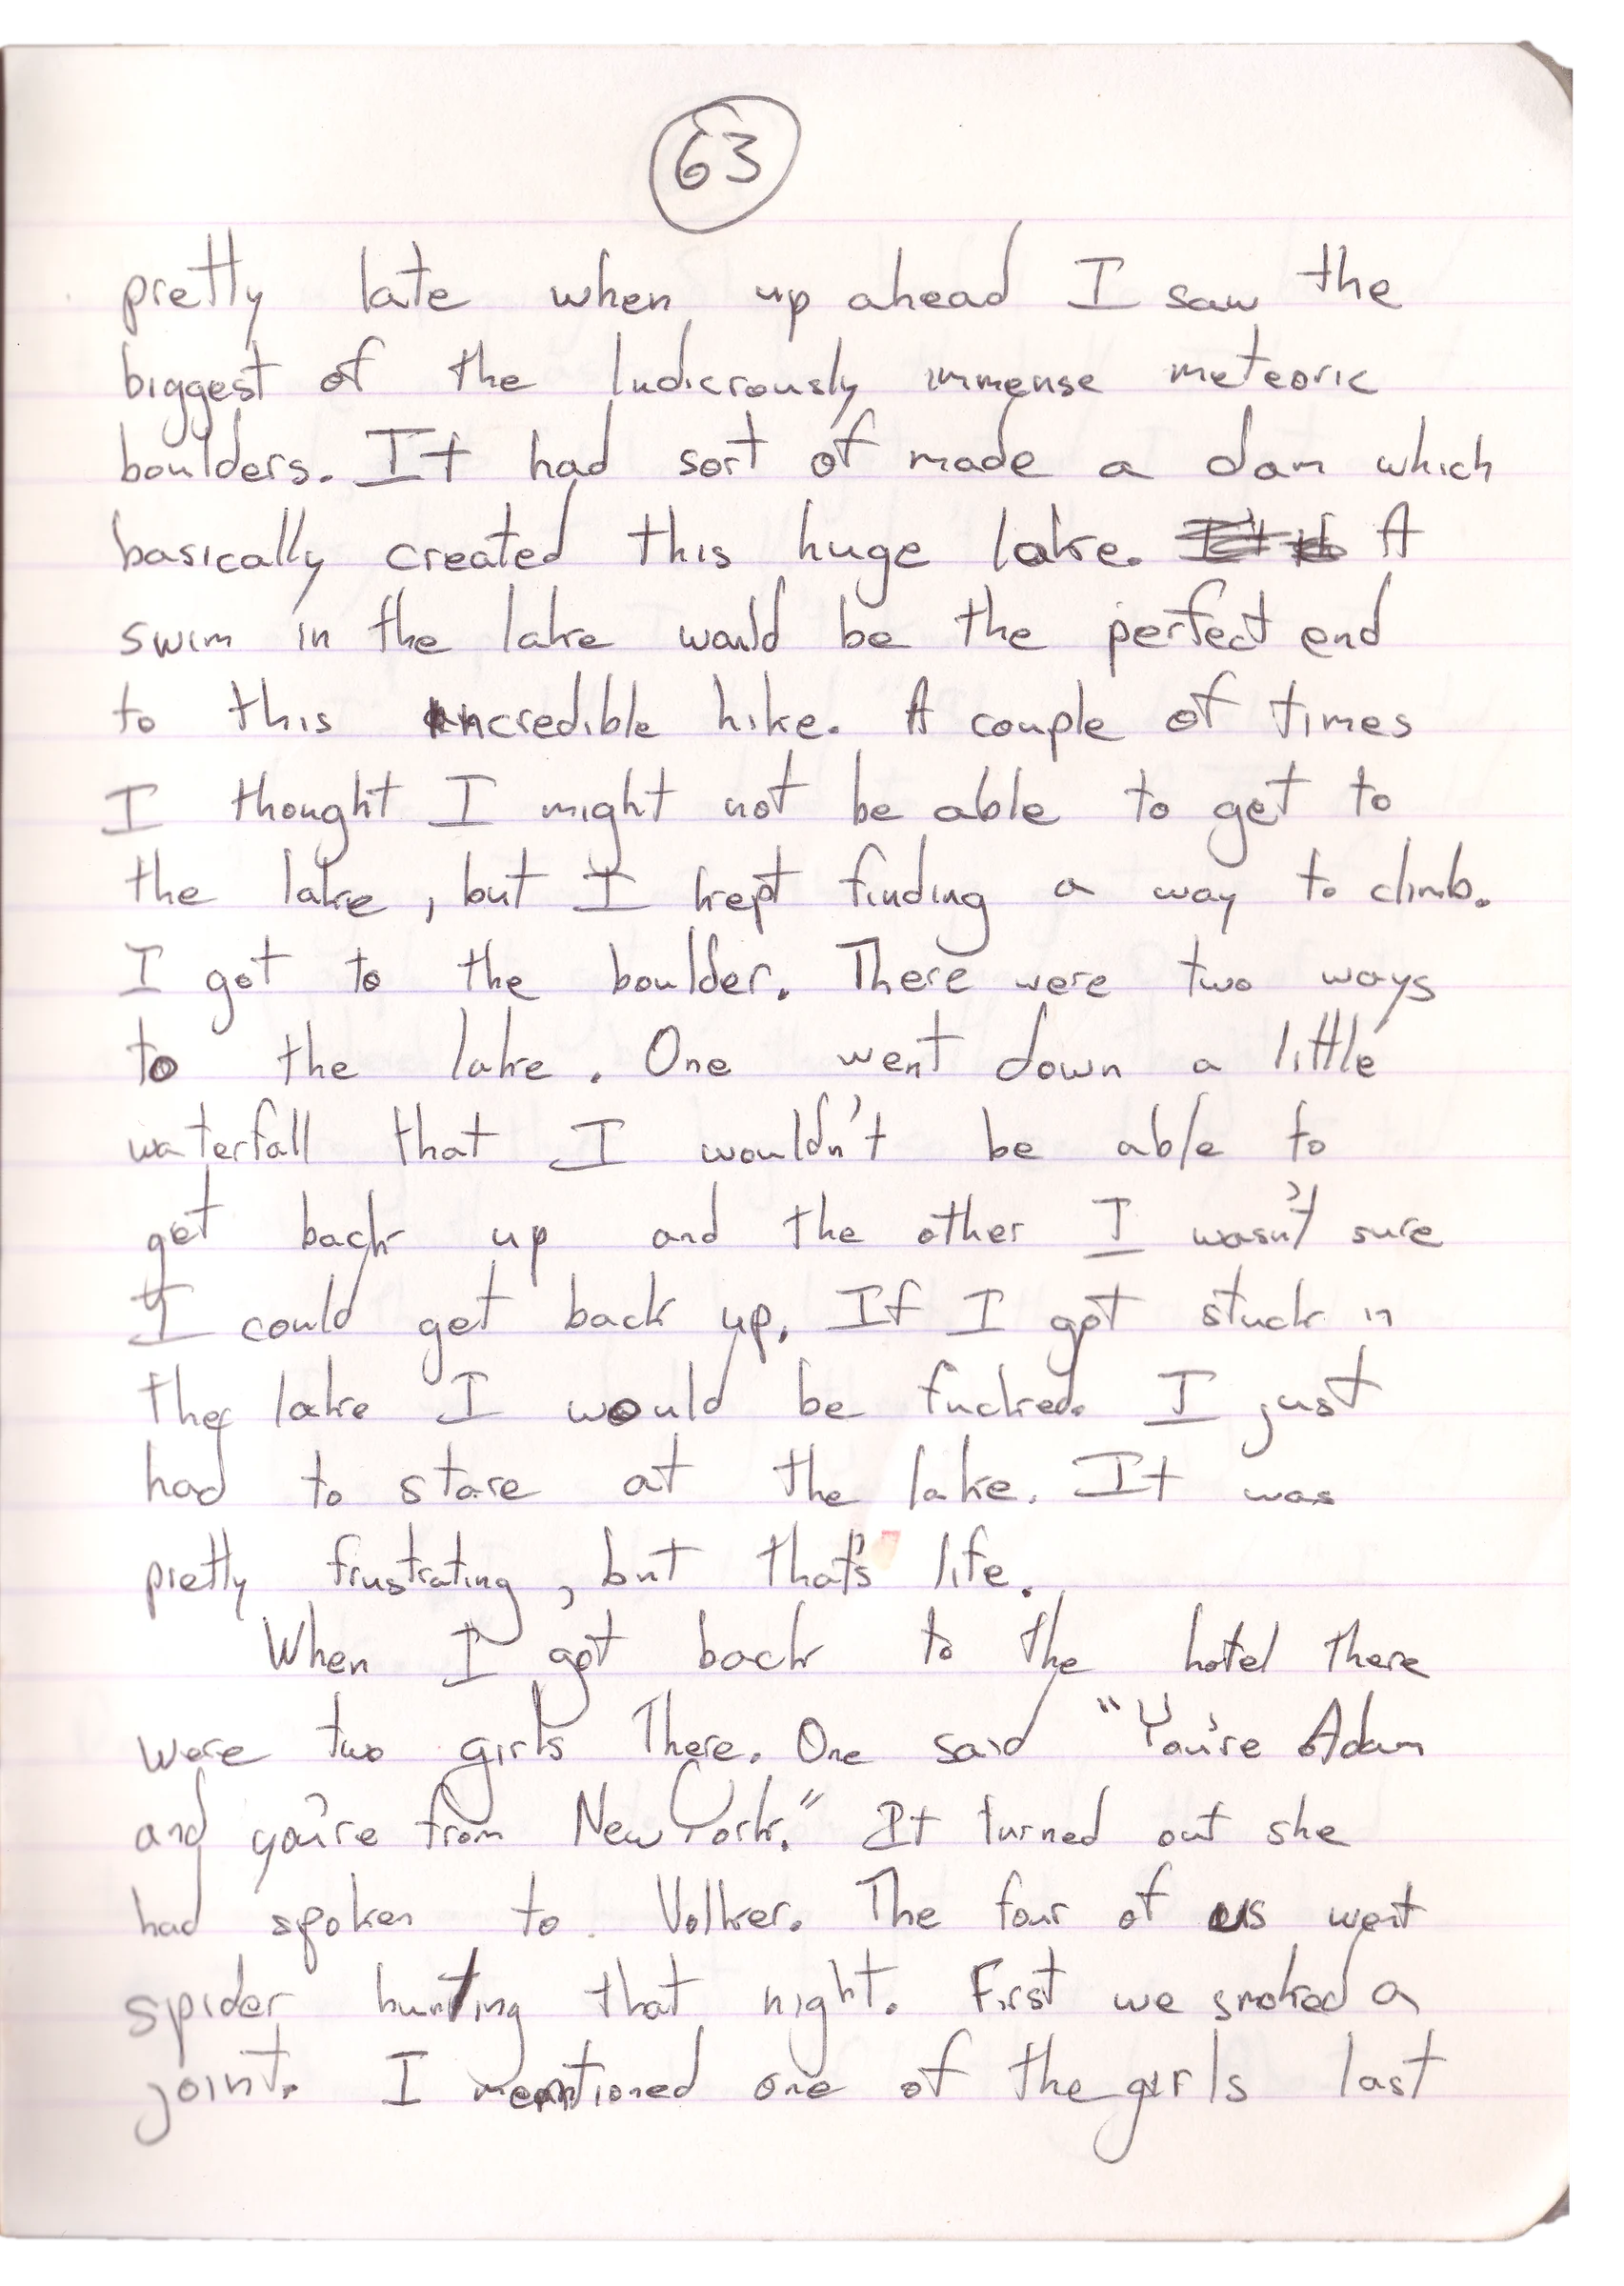 63
pretty late when up ahead I saw the
biggest of the ludicrously immense meteoric
boulders. It had sort of made a dam which
basically created this huge lake. A
swim in the lake would be the perfect end
to this incredible hike. A couple of times
I thought I might not be able to get to
the lake, but I kept finding a way to climb.
I got to the boulder. There were two ways
to the lake. One went down a little
waterfall that I wouldn't be able to
get back up and the other I wasn't sure
I could get back up. If I got stuck in
the lake I would be fucked. I just
had to stare at the lake. It was
pretty frustrating, but that's life.
When I got back to the hotel there
were two girls there. One said "You're Adam
and you're from New York." It turned out she
had spoken to Volker. The four of us went
spider hunting that night. First we smoked a
joint. I mentioned one of the girls last